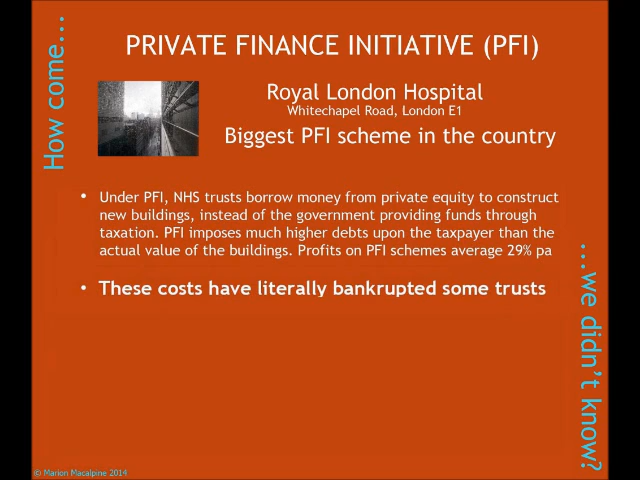 How come...
PRIVATE FINANCE INITIATIVE (PFI)
Royal London Hospital
Whitechapel Road, London E1
Biggest PFI scheme in the country
• Under PFI, NHS trusts borrow money from private equity to construct
new buildings, instead of the government providing funds through
taxation. PFI imposes much higher debts upon the taxpayer than the
actual value of the buildings. Profits on PFI schemes average 29% pa
• These costs have literally bankrupted some trusts
...we didn't know?
© Marion Macalpine 2014